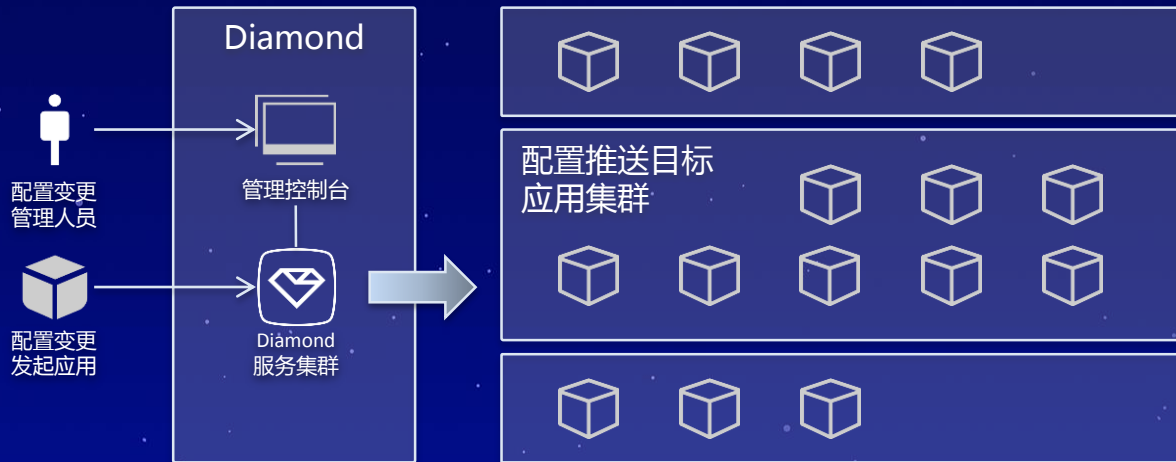 Diamond
配置变更
管理人员
管理控制台
配置变更
发起应用
Diamond
服务集群
配置推送目标
应用集群